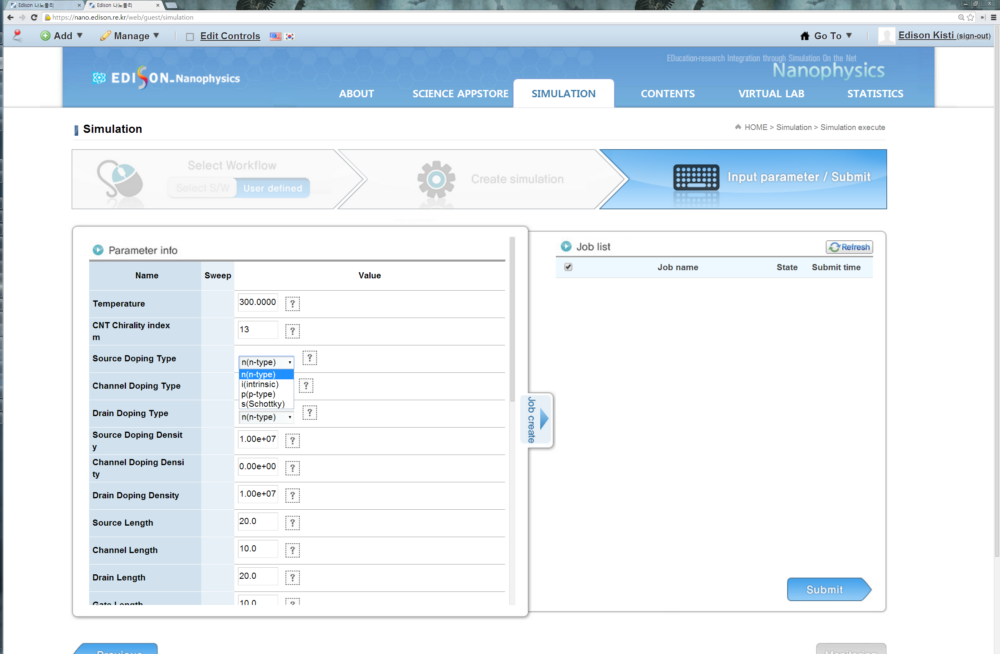 Edison 나노물리
Edison 나노물리
https://nano.edison.re.kr/web/guest/simulation
Add
Manage
Edit Controls
Go To
Edison Kisti (sign-out)
EDISON-Nanophysics
EDucation-research Integration through Simulation On the Net
Nanophysics
ABOUT
SCIENCE APPSTORE
SIMULATION
CONTENTS
VIRTUAL LAB
STATISTICS
Simulation
HOME > Simulation > Simulation execute
Select Workflow
Select S/W
User defined
Create simulation
Input parameter / Submit
Parameter info
Name Sweep Value
Temperature 300.0000 ?
CNT Chirality index
m
13 ?
Source Doping Type n(n-type) ?
n(n-type)
i(intrinsic)
p(p-type)
s(Schottky)
Channel Doping Type ?
Drain Doping Type n(n-type) ?
Source Doping Densit
y
1.00e+07 ?
Channel Doping Densi
ty
0.00e+00 ?
Drain Doping Density 1.00e+07 ?
Source Length 20.0 ?
Channel Length 10.0 ?
Drain Length 20.0 ?
Gate Length 10.0 ?
Job create
Job list
Refresh
Job name State Submit time
Submit
Previous
Monitoring